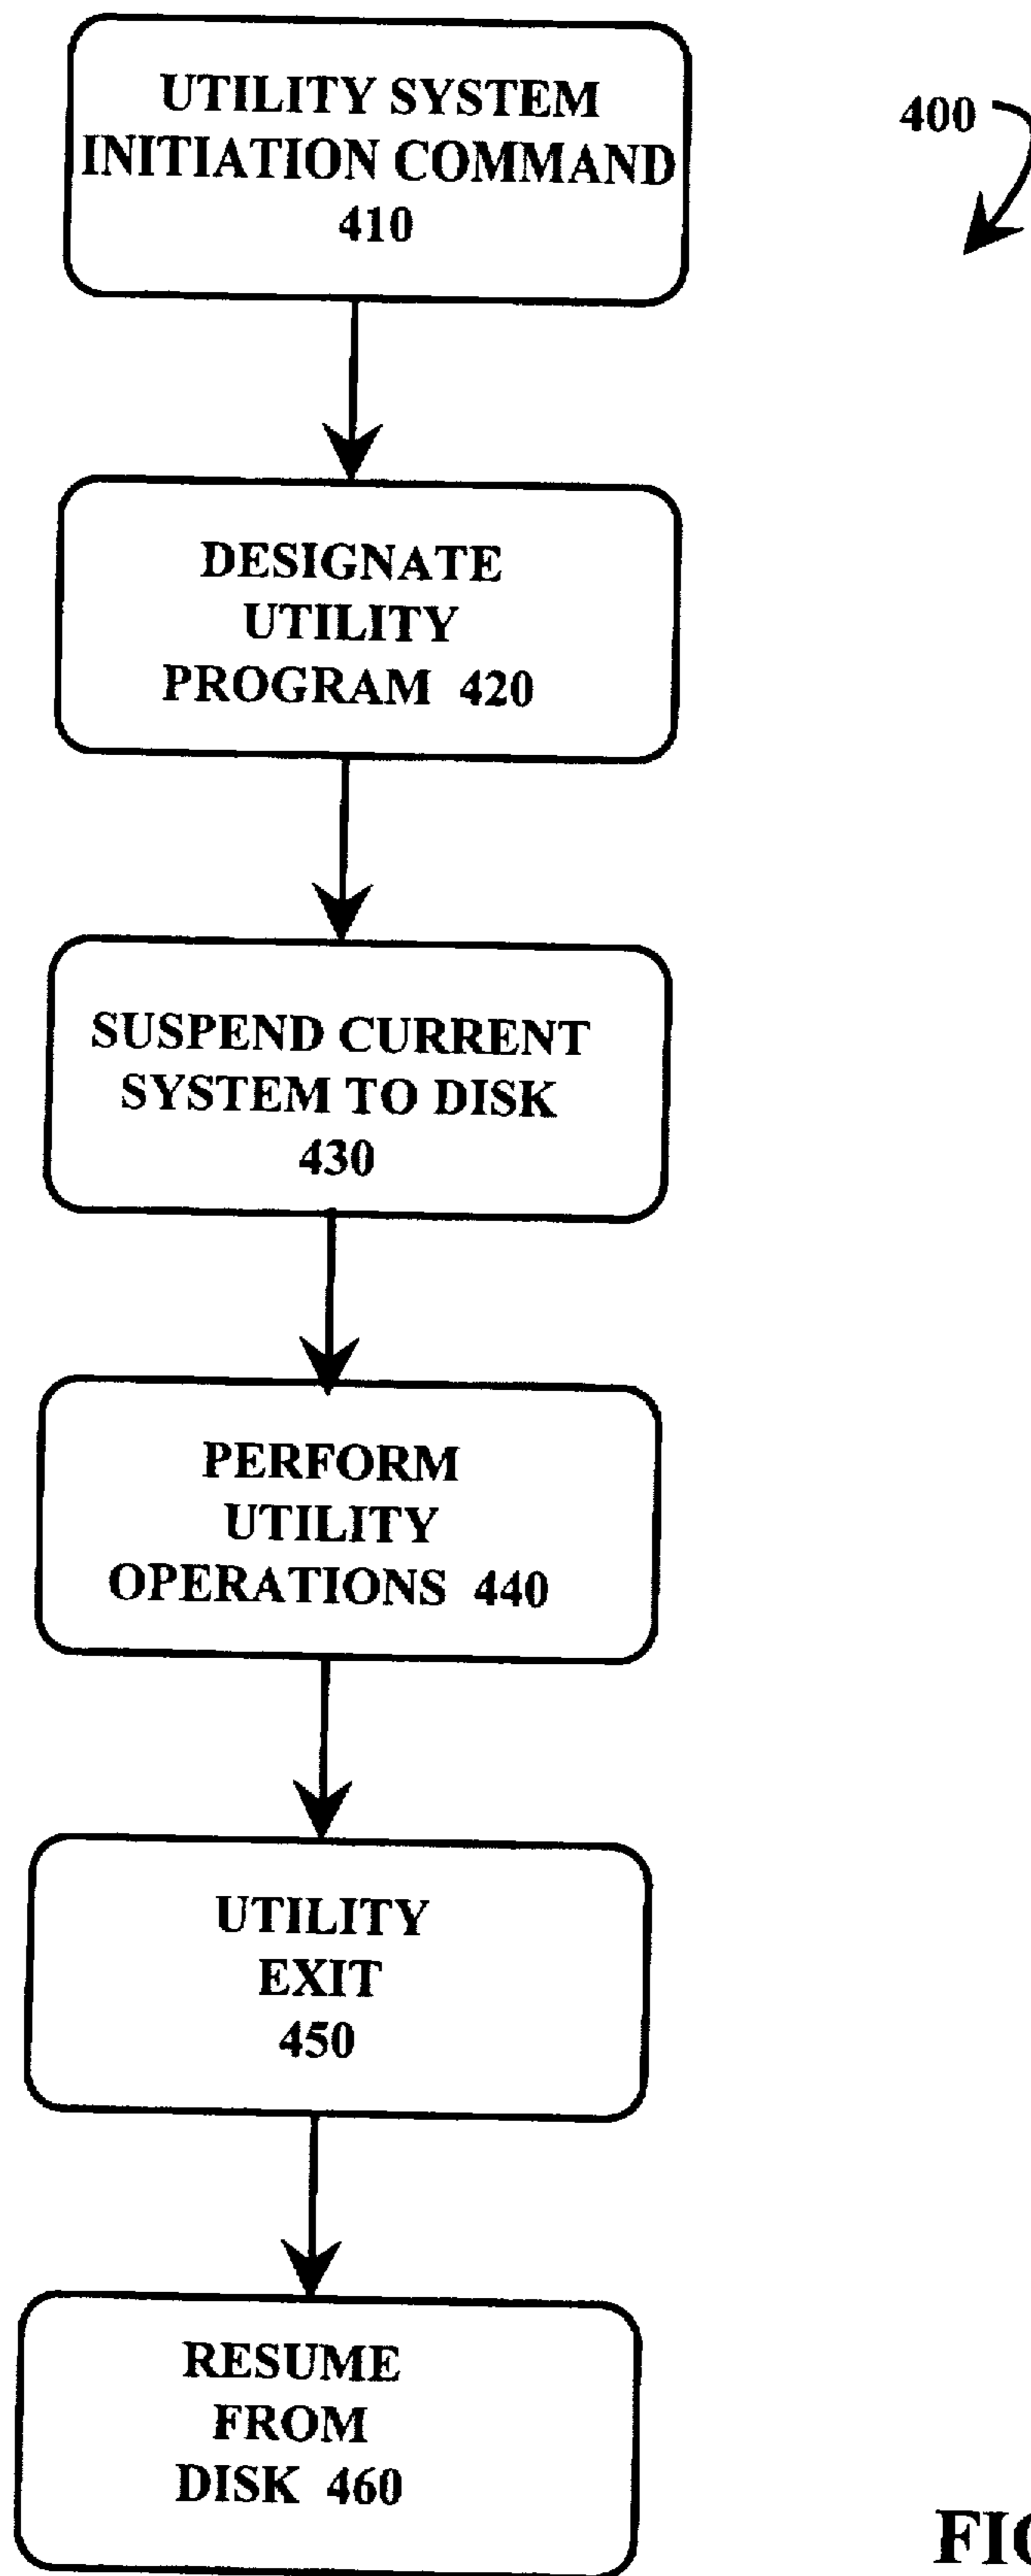 UTILITY SYSTEM
INITIATION COMMAND
410
400
DESIGNATE
UTILITY
PROGRAM 420
SUSPEND CURRENT
SYSTEM TO DISK
430
PERFORM
UTILITY
OPERATIONS 440
UTILITY
EXIT
450
RESUME
FROM
DISK 460